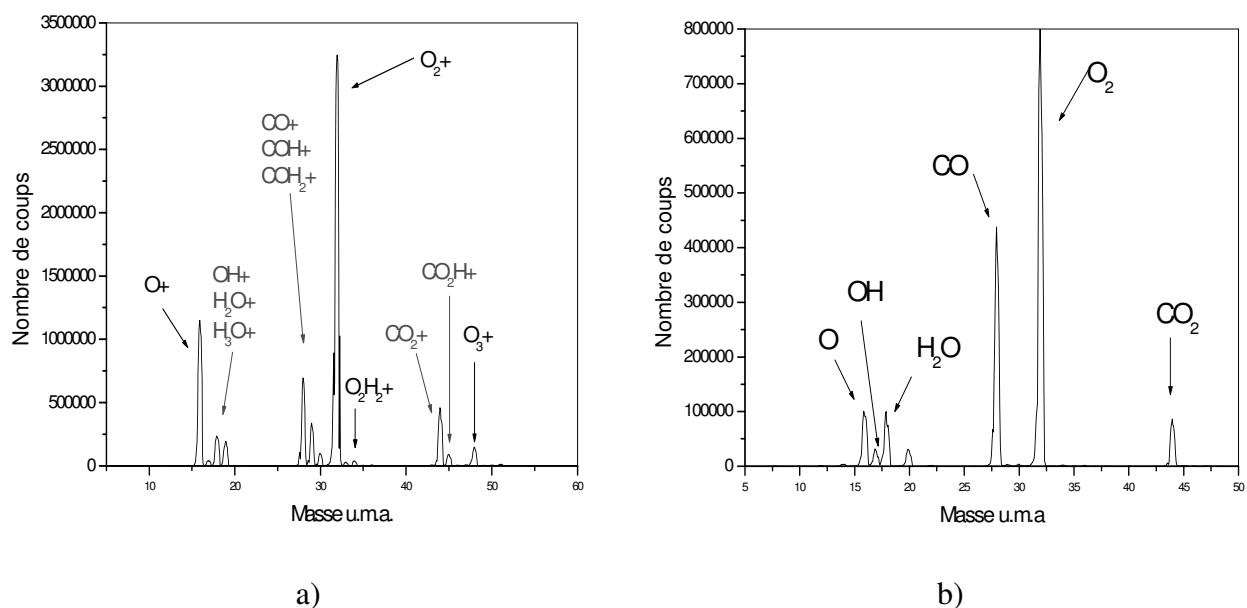 3500000
3000000
2500000
2000000
1500000
1000000
500000
0
Nombre de coups
10
20
30
40
50
60
Masse u.m.a.
O+
OH+
H₂O+
H₃O+
CO+
COH+
COH₂+
O₂+
O₂H₂+
CO₂+
CO₂H+
O₃+
a)
800000
700000
600000
500000
400000
300000
200000
100000
0
Nombre de coups
5
10
15
20
25
30
35
40
45
50
Masse u.m.a
O
OH
H₂O
CO
O₂
CO₂
b)